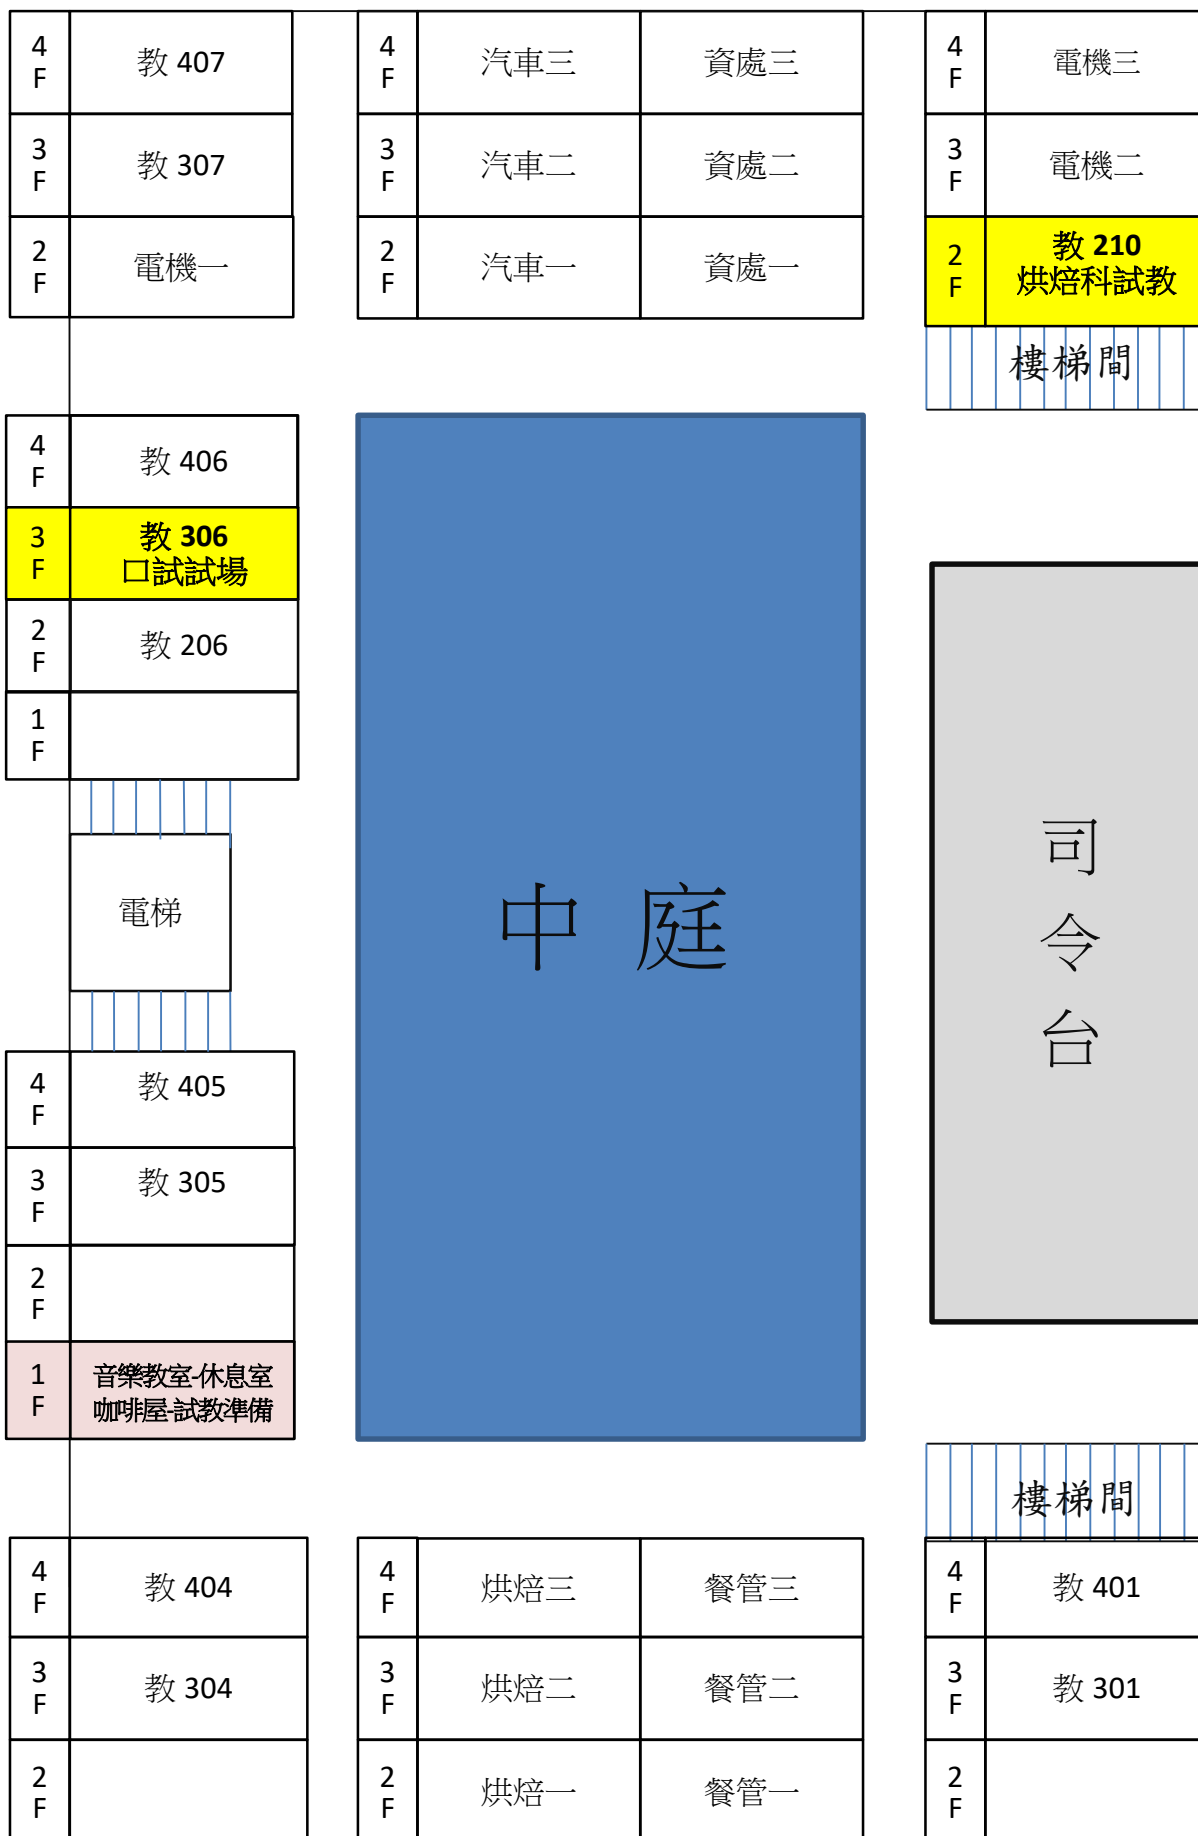 4F 教 407
3F 教 307
2F 電機一
4F 汽車三 資處三
3F 汽車二 資處二
2F 汽車一 資處一
4F 電機三
3F 電機二
2F 教 210
烘焙科試教
樓梯間
4F 教 406
3F 教 306
口試試場
2F 教 206
1F
電梯
4F 教 405
3F 教 305
2F
1F 音樂教室-休息室
咖啡屋-試教準備
中庭
司令台
樓梯間
4F 教 404
3F 教 304
2F
4F 烘焙三 餐管三
3F 烘焙二 餐管二
2F 烘焙一 餐管一
4F 教 401
3F 教 301
2F